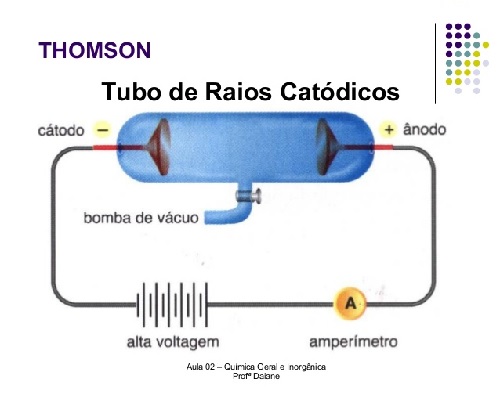 THOMSON
Tubo de Raios Catódicos
cátodo − + ânodo
bomba de vácuo
A
alta voltagem amperímetro
Aula 02 – Química Geral e Inorgânica
Profª Daiane